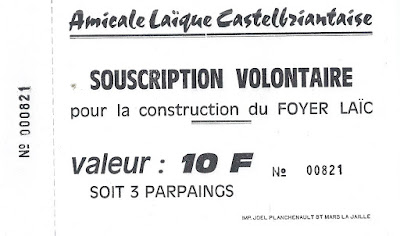 Amicale Laïque Castelbriantaise
SOUSCRIPTION VOLONTAIRE
pour la construction du FOYER LAÏC
valeur : 10 F Nº 00821
SOIT 3 PARPAINGS
IMP. JOEL PLANCHENAULT ST MARS LA JAILLE
Nº 000821